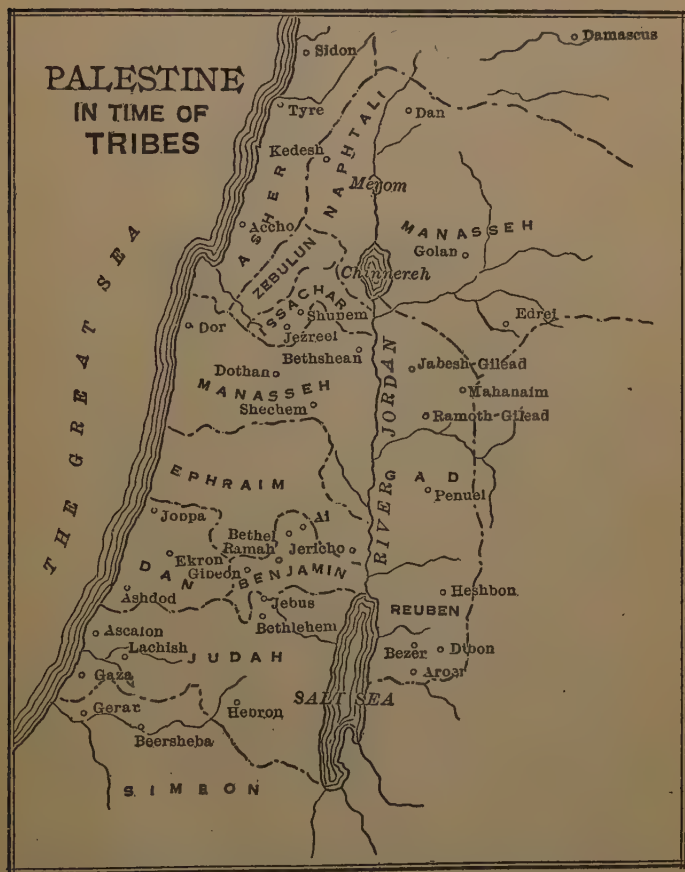 PALESTINE
IN TIME OF
TRIBES
Sidon
Damascus
Tyre
Dan
NAPHTALI
Kedesh
Merom
ASHER
MANASSEH
Accho
Golan
ZEBULUN
Chinnereh
THE GREAT SEA
ISSACHAR
Shunem
Edrei
Dor
Jezreel
Bethshean
Jabesh-Gilead
Dothan
MANASSEH
Mahanaim
Shechem
Ramoth-Gilead
RIVER JORDAN
EPHRAIM
GAD
Penuel
Joppa
Ai
Bethel
Ramah
Jericho
Ekron
Gibeon
DAN
BENJAMIN
Ashdod
Heshbon
Jebus
REUBEN
Bethlehem
Ascalon
Lachish
JUDAH
Bezer
Dibon
Aroer
Gaza
SALT SEA
Gerar
Hebron
Beersheba
SIMEON